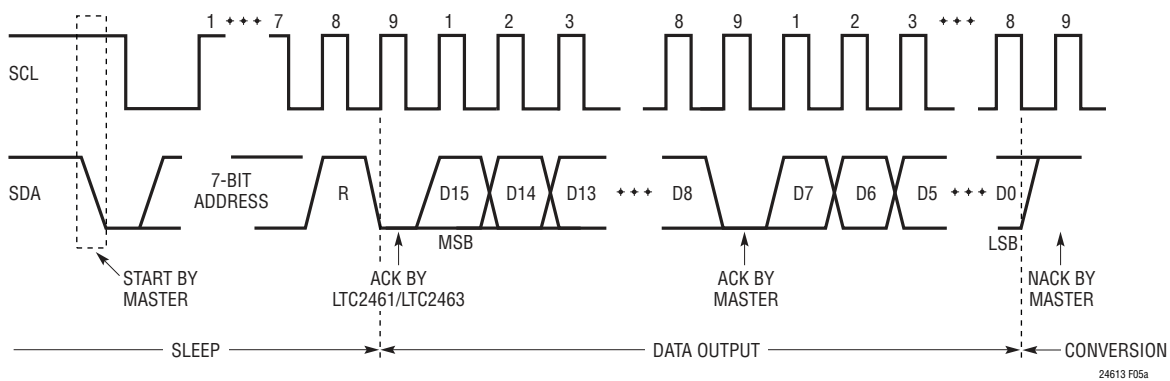 1 ✦✦✦ 7 8 9 1 2 3 8 9 1 2 3 ✦✦✦ 8 9
SCL
SDA
7-BIT
ADDRESS
R
D15
D14
D13
✦✦✦
D8
D7
D6
D5
✦✦✦
D0
MSB
LSB
START BY
MASTER
ACK BY
LTC2461/LTC2463
ACK BY
MASTER
NACK BY
MASTER
SLEEP
DATA OUTPUT
CONVERSION
24613 F05a